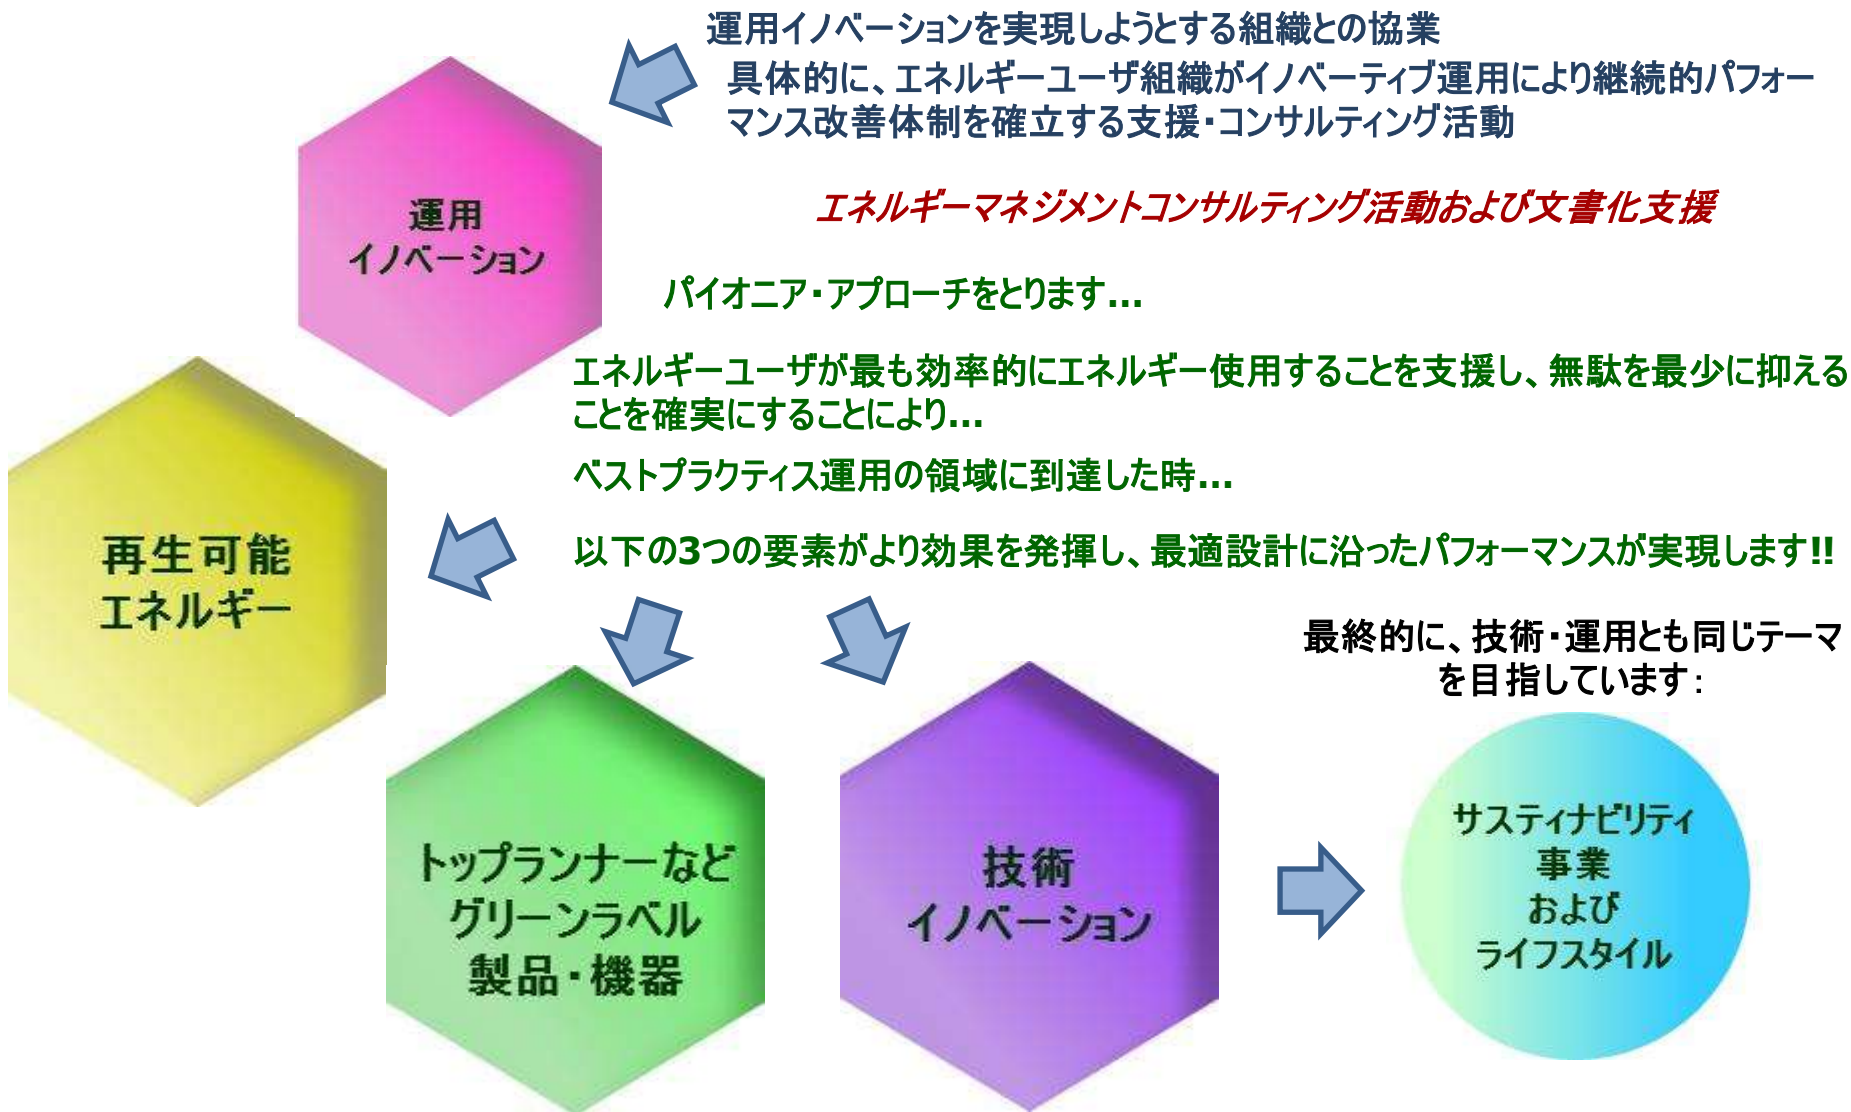 運用イノベーションを実現しようとする組織との協業
具体的に、エネルギーユーザ組織がイノベーティブ運用により継続的パフォー
マンス改善体制を確立する支援・コンサルティング活動
エネルギーマネジメントコンサルティング活動および文書化支援
運用
イノベーション
パイオニア・アプローチをとります...
エネルギーユーザが最も効率的にエネルギー使用することを支援し、無駄を最少に抑える
ことを確実にすることにより...
ベストプラクティス運用の領域に到達した時...
以下の3つの要素がより効果を発揮し、最適設計に沿ったパフォーマンスが実現します!!
再生可能
エネルギー
トップランナーなど
グリーンラベル
製品・機器
技術
イノベーション
最終的に、技術・運用とも同じテーマ
を目指しています:
サスティナビリティ
事業
および
ライフスタイル